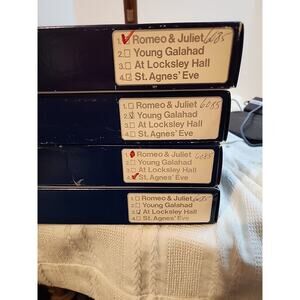 1.☑ Romeo & Juliet 6085
2.☐ Young Galahad
3.☐ At Locksley Hall
4.☐ St. Agnes' Eve
1.☐ Romeo & Juliet 6085
2.☑ Young Galahad
3.☐ At Locksley Hall
4.☐ St. Agnes' Eve
1.☐ Romeo & Juliet 6085
2.☐ Young Galahad
3.☐ At Locksley Hall
4.☑ St. Agnes' Eve
1.☐ Romeo & Juliet 6085
2.☐ Young Galahad
3.☑ At Locksley Hall
4.☐ St. Agnes' Eve